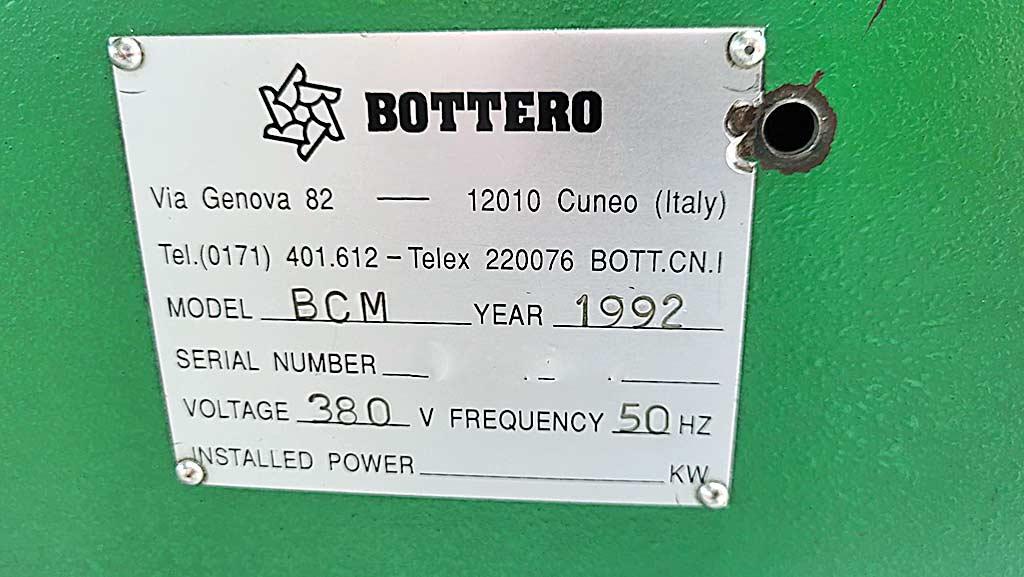 BOTTERO
Via Genova 82 — 12010 Cuneo (Italy)
Tel.(0171) 401.612 – Telex 220076 BOTT.CN.I
MODEL BCM YEAR 1992
SERIAL NUMBER
VOLTAGE 380 V FREQUENCY 50 HZ
INSTALLED POWER KW